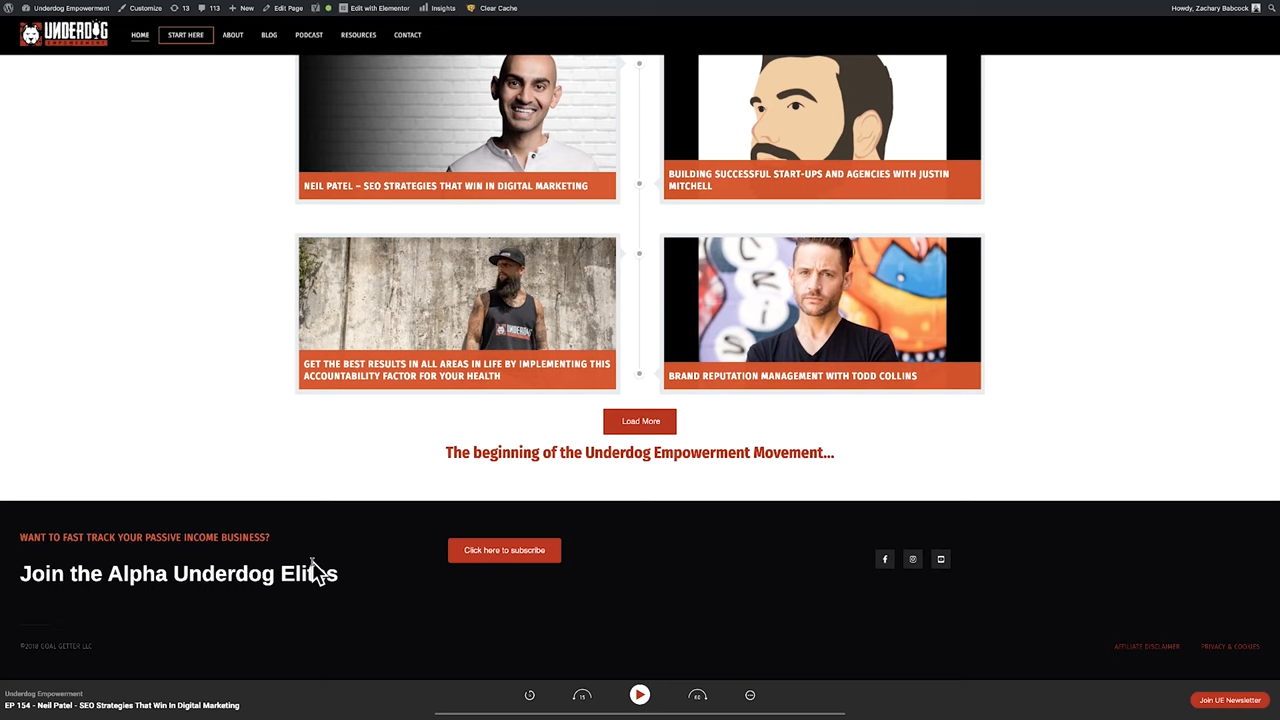 Underdog Empowerment Customize 13 113 + New Edit Page Edit with Elementor Insights Clear Cache Howdy, Zachary Babcock
UNDERDOG
EMPOWERMENT
HOME START HERE ABOUT BLOG PODCAST RESOURCES CONTACT
NEIL PATEL – SEO STRATEGIES THAT WIN IN DIGITAL MARKETING
BUILDING SUCCESSFUL START-UPS AND AGENCIES WITH JUSTIN
MITCHELL
UNDERDOG
GET THE BEST RESULTS IN ALL AREAS IN LIFE BY IMPLEMENTING THIS
ACCOUNTABILITY FACTOR FOR YOUR HEALTH
BRAND REPUTATION MANAGEMENT WITH TODD COLLINS
Load More
The beginning of the Underdog Empowerment Movement...
WANT TO FAST TRACK YOUR PASSIVE INCOME BUSINESS?
Join the Alpha Underdog Elites
Click here to subscribe
©2018 GOAL GETTER LLC
AFFILIATE DISCLAIMER PRIVACY & COOKIES
Underdog Empowerment
EP 154 - Neil Patel - SEO Strategies That Win In Digital Marketing
15 60
Join UE Newsletter